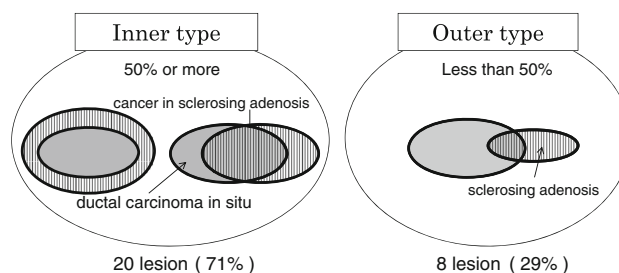 Inner type
50% or more
cancer in sclerosing adenosis
ductal carcinoma in situ
20 lesion ( 71% )
Outer type
Less than 50%
sclerosing adenosis
8 lesion ( 29% )